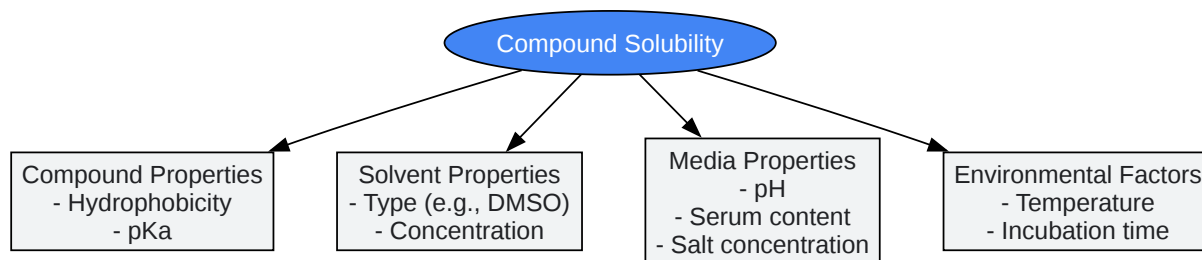 Compound Solubility
Compound Properties
- Hydrophobicity
- pKa
Solvent Properties
- Type (e.g., DMSO)
- Concentration
Media Properties
- pH
- Serum content
- Salt concentration
Environmental Factors
- Temperature
- Incubation time